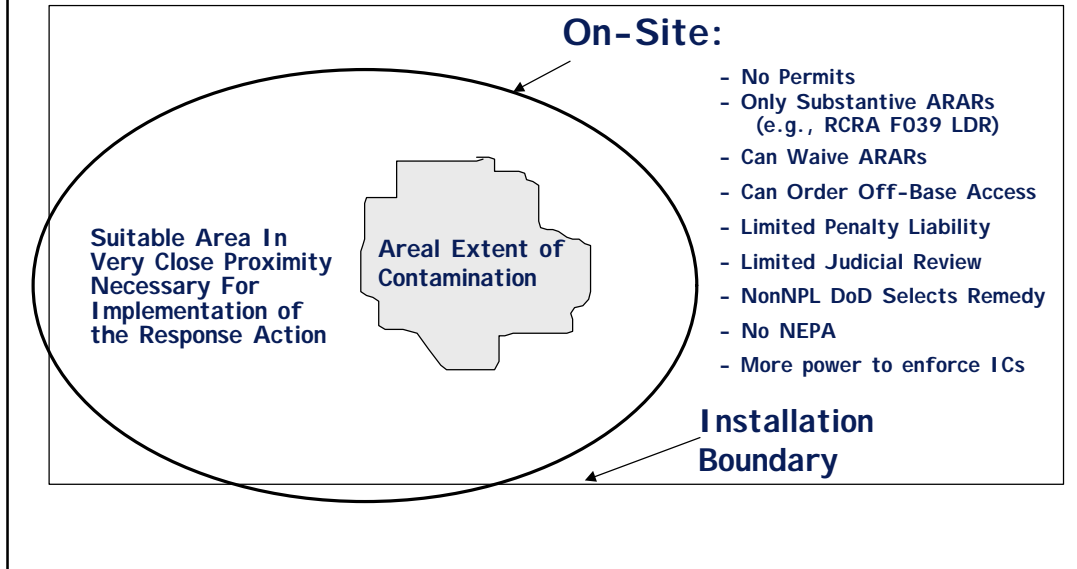 On-Site:
- No Permits
- Only Substantive ARARs
(e.g., RCRA F039 LDR)
- Can Waive ARARs
- Can Order Off-Base Access
- Limited Penalty Liability
- Limited Judicial Review
- NonNPL DoD Selects Remedy
- No NEPA
- More power to enforce ICs
Suitable Area In
Very Close Proximity
Necessary For
Implementation of
the Response Action
Areal Extent of
Contamination
Installation
Boundary